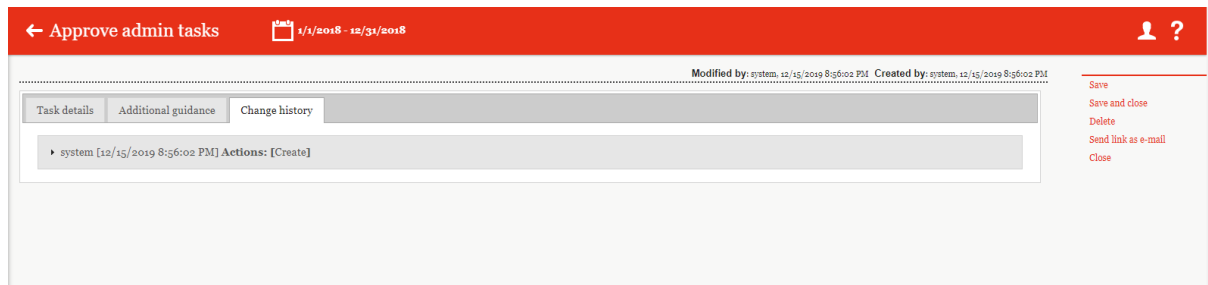 Approve admin tasks 1/1/2018 - 12/31/2018 ?
Modified by: system, 12/15/2019 8:56:02 PM Created by: system, 12/15/2019 8:56:02 PM
Save
Save and close
Delete
Send link as e-mail
Close
Task details Additional guidance Change history
system [12/15/2019 8:56:02 PM] Actions: [Create]